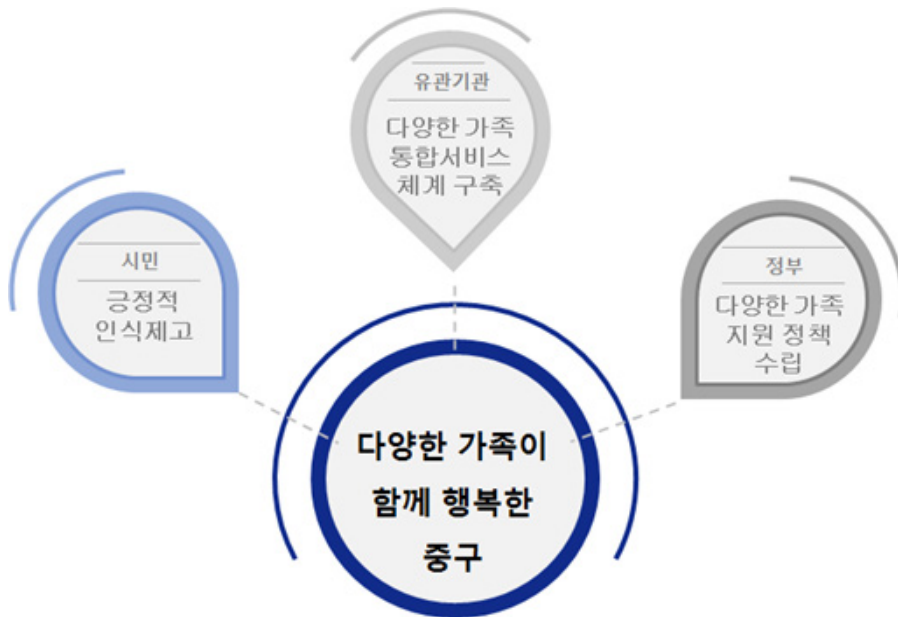 유관기관
다양한 가족
통합서비스
체계 구축
시민
긍정적
인식제고
정부
다양한 가족
지원 정책
수립
다양한 가족이
함께 행복한
중구